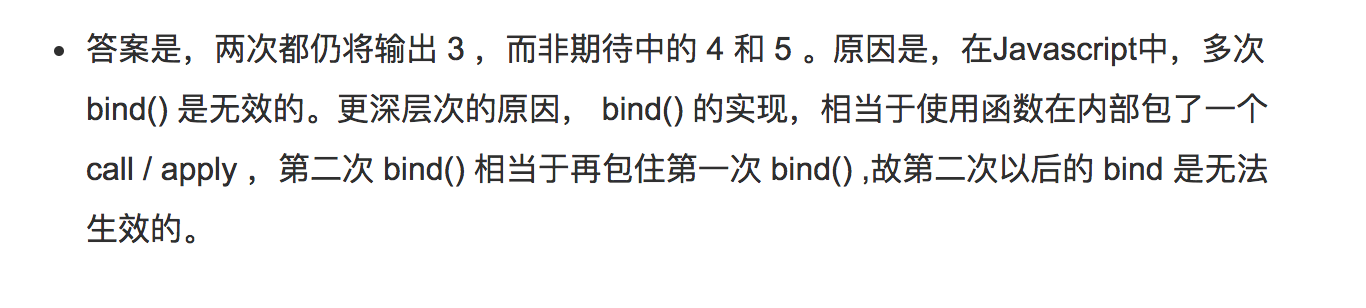 答案是，两次都仍将输出 3 ，而非期待中的 4 和 5 。原因是，在Javascript中，多次
bind() 是无效的。更深层次的原因， bind() 的实现，相当于使用函数在内部包了一个
call / apply ，第二次 bind() 相当于再包住第一次 bind() ,故第二次以后的 bind 是无法
生效的。